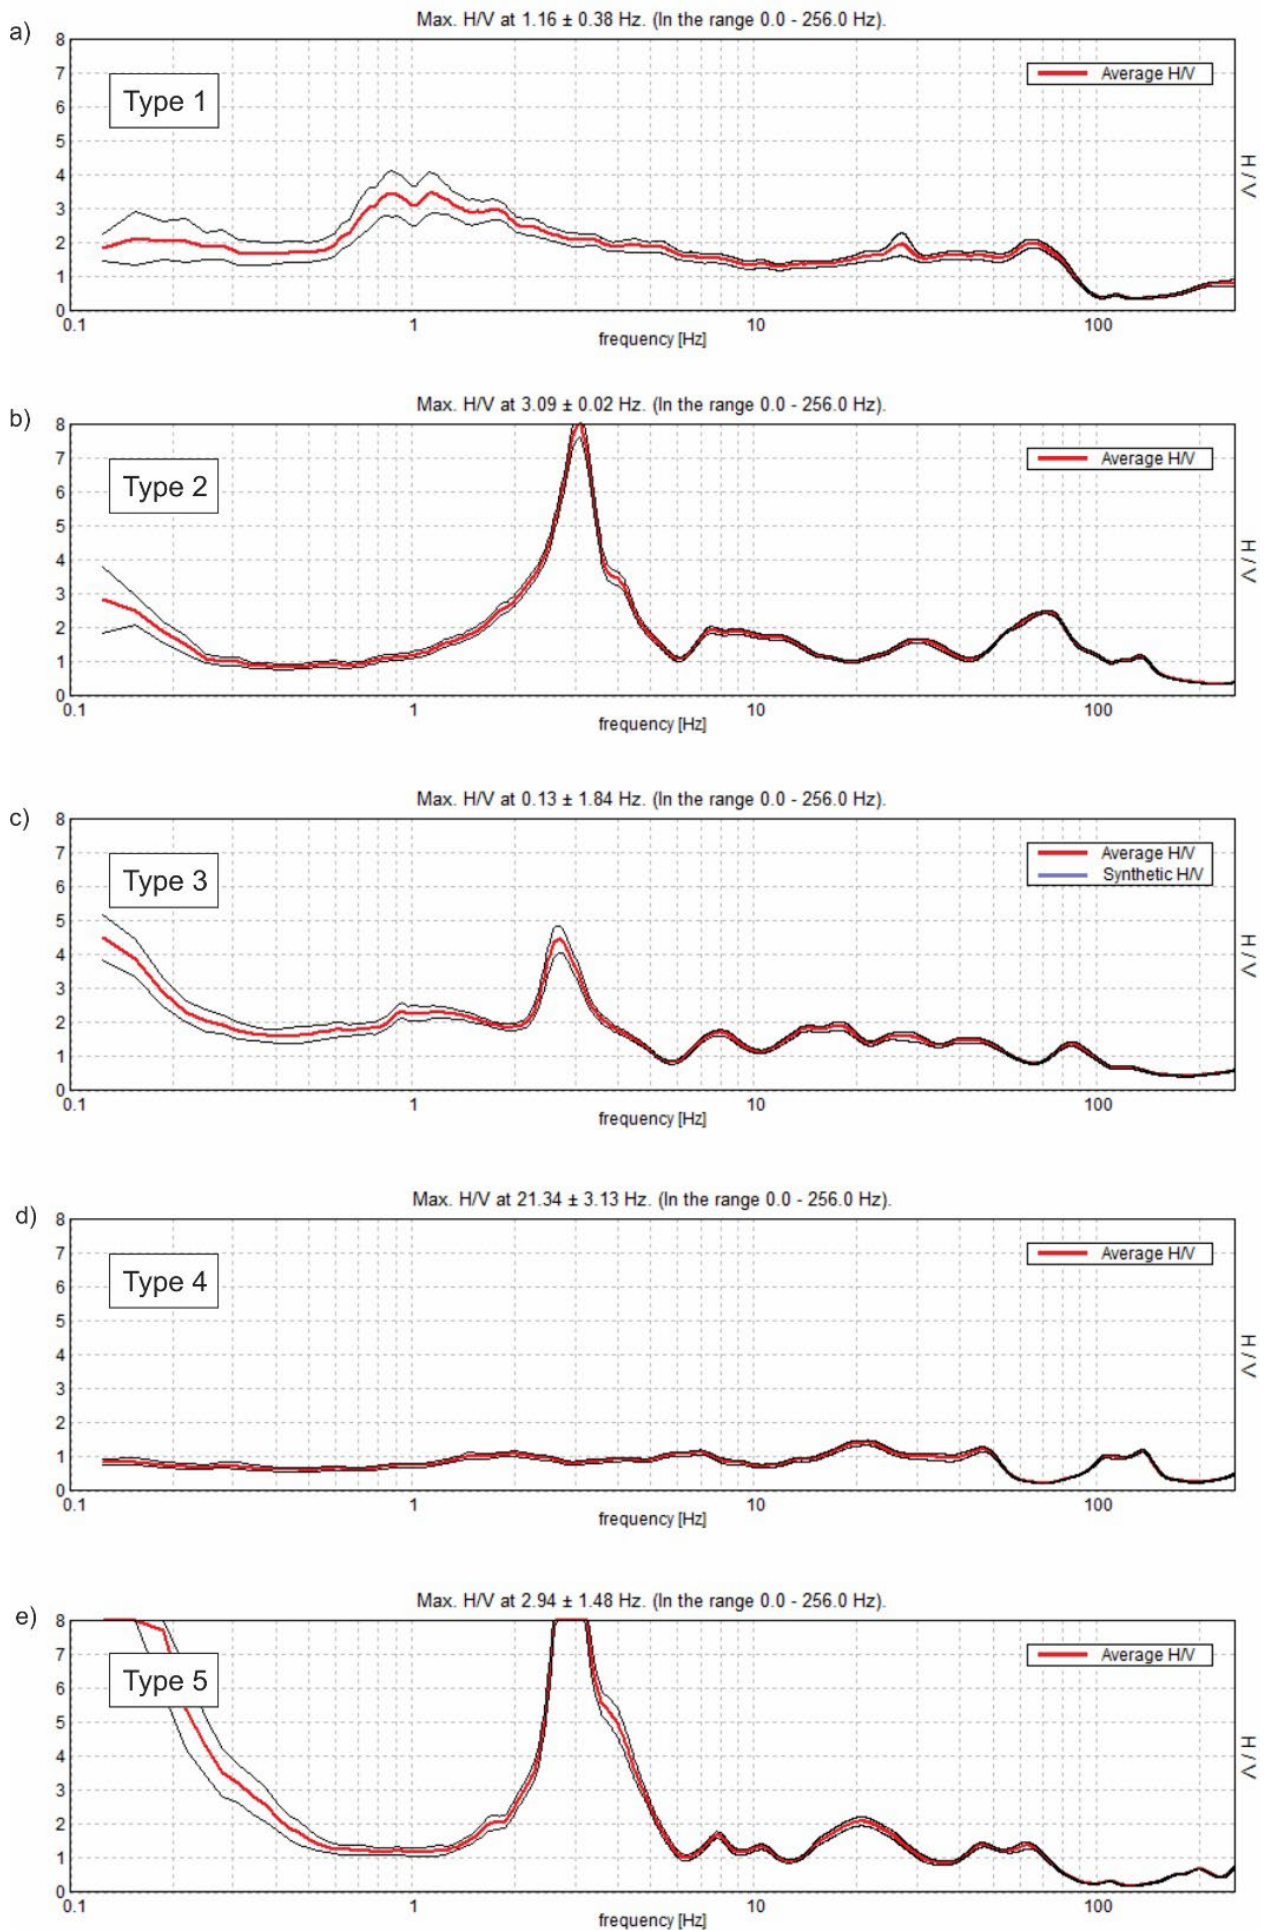 a)
Max. H/V at 1.16 ± 0.38 Hz. (In the range 0.0 - 256.0 Hz).
8
7
6
5
4
3
2
1
0
Type 1
Average H/V
H / V
0.1 1 10 100
frequency [Hz]
b)
Max. H/V at 3.09 ± 0.02 Hz. (In the range 0.0 - 256.0 Hz).
8
7
6
5
4
3
2
1
0
Type 2
Average H/V
H / V
0.1 1 10 100
frequency [Hz]
c)
Max. H/V at 0.13 ± 1.84 Hz. (In the range 0.0 - 256.0 Hz).
8
7
6
5
4
3
2
1
0
Type 3
Average H/V
Synthetic H/V
H / V
0.1 1 10 100
frequency [Hz]
d)
Max. H/V at 21.34 ± 3.13 Hz. (In the range 0.0 - 256.0 Hz).
8
7
6
5
4
3
2
1
0
Type 4
Average H/V
H / V
0.1 1 10 100
frequency [Hz]
e)
Max. H/V at 2.94 ± 1.48 Hz. (In the range 0.0 - 256.0 Hz).
8
7
6
5
4
3
2
1
0
Type 5
Average H/V
H / V
0.1 1 10 100
frequency [Hz]